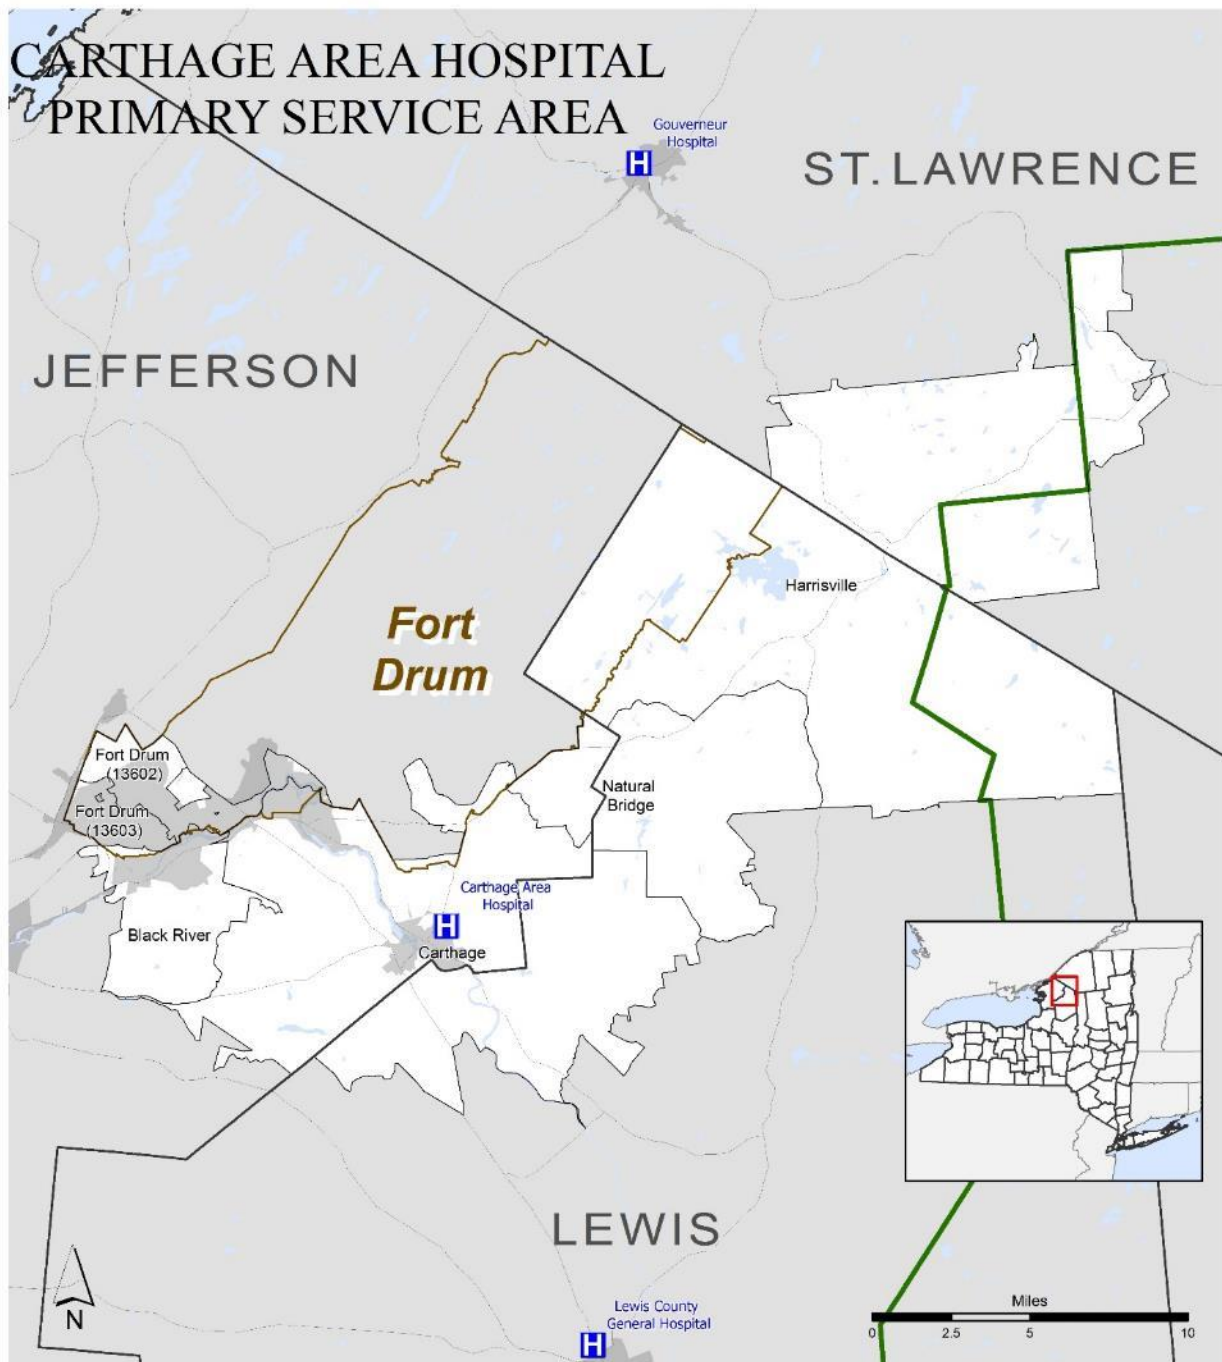 CARTHAGE AREA HOSPITAL
PRIMARY SERVICE AREA
Gouverneur
Hospital
H
ST. LAWRENCE
JEFFERSON
Fort
Drum
Harrisville
Fort Drum
(13602)
Fort Drum
(13603)
Natural
Bridge
Carthage Area
Hospital
H
Black River
Carthage
LEWIS
N
Lewis County
General Hospital
H
Miles
0 2.5 5 10